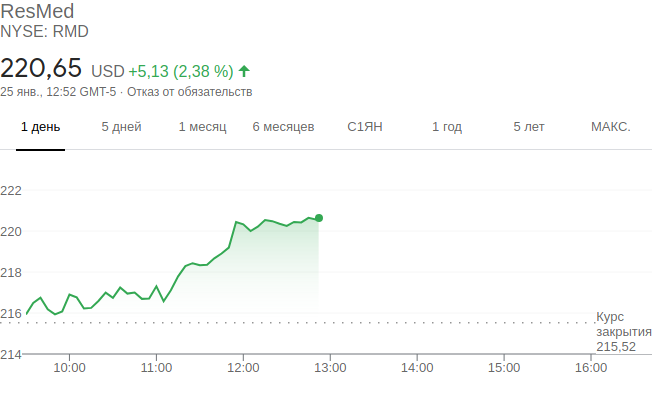 ResMed
NYSE: RMD
220,65 USD +5,13 (2,38 %)
25 янв., 12:52 GMT-5 · Отказ от обязательств
1 день 5 дней 1 месяц 6 месяцев С1ЯН 1 год 5 лет МАКС.
222
220
218
216
Курс
закрытия
215,52
214
10:00 11:00 12:00 13:00 14:00 15:00 16:00